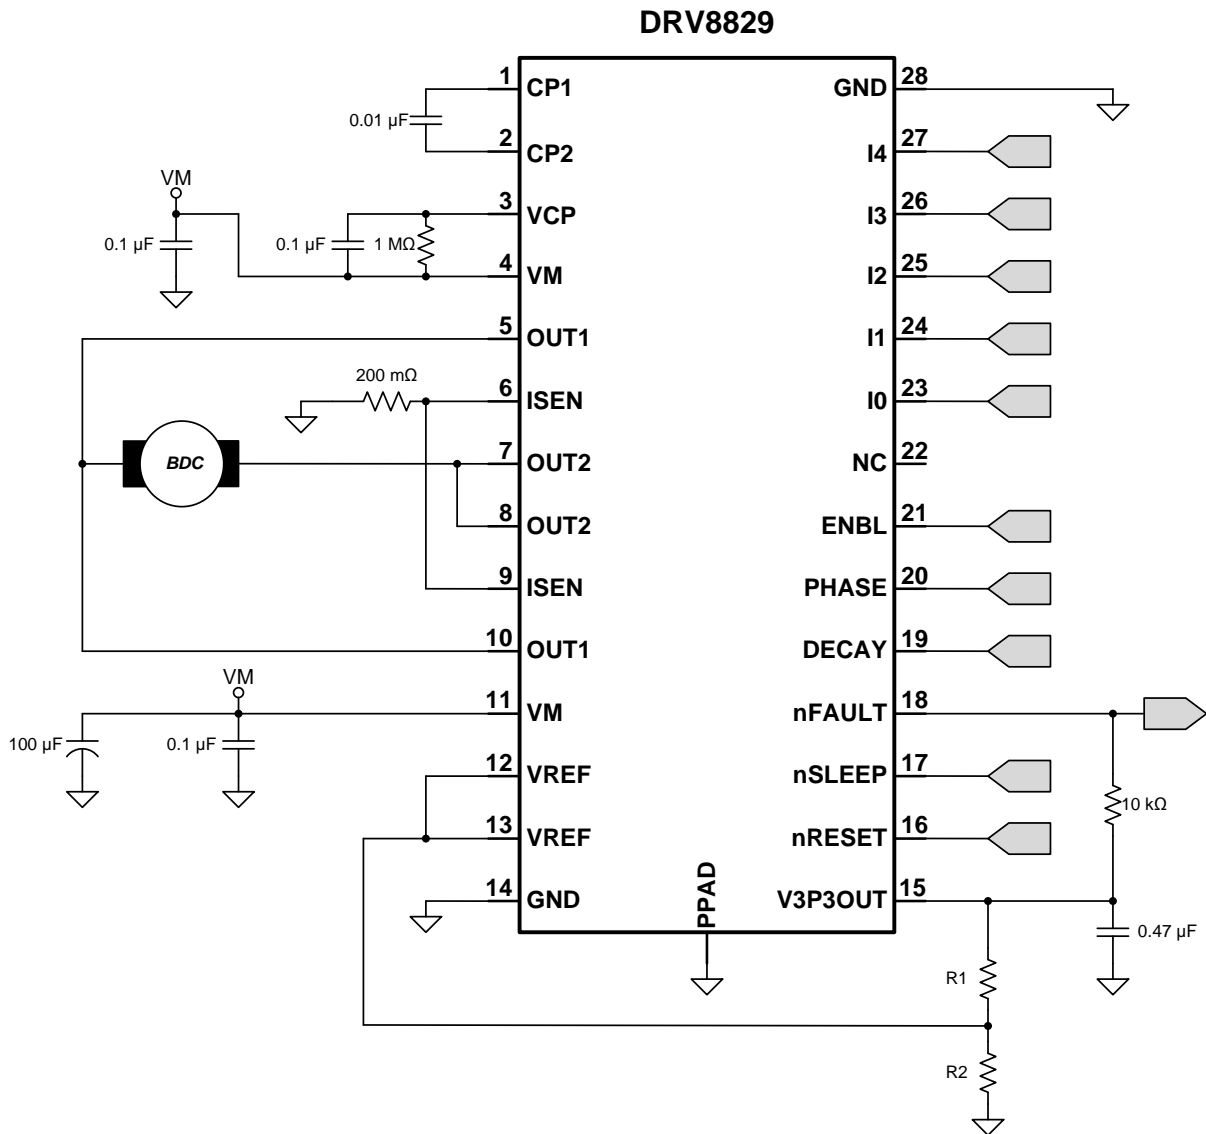 DRV8829
1 CP1
GND 28
0.01 µF
2 CP2
I4 27
VM
3 VCP
I3 26
0.1 µF
0.1 µF
1 MΩ
4 VM
I2 25
5 OUT1
I1 24
200 mΩ
6 ISEN
I0 23
BDC
7 OUT2
NC 22
8 OUT2
ENBL 21
9 ISEN
PHASE 20
10 OUT1
DECAY 19
VM
11 VM
nFAULT 18
100 µF
0.1 µF
12 VREF
nSLEEP 17
10 kΩ
13 VREF
nRESET 16
14 GND
PPAD
V3P3OUT 15
0.47 µF
R1
R2